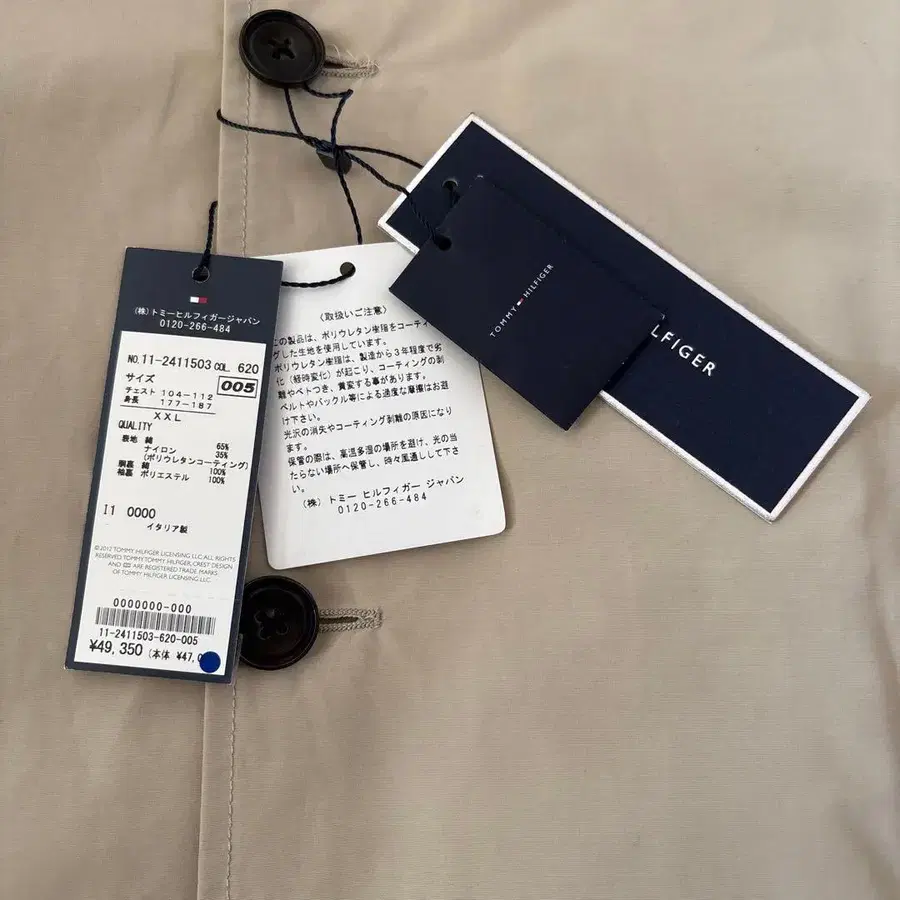 (株)トミーヒルフィガージャパン
0120-266-484
NO. 11-2411503 COL. 620
サイズ 005
チェスト 104-112
身長 177-187
XXL
QUALITY
表地 綿 65%
ナイロン 35%
(ポリウレタンコーティング)
胴裏 綿 100%
袖裏 ポリエステル 100%
I1 0000
イタリア製
©2012 TOMMY HILFIGER LICENSING LLC. ALL RIGHTS
RESERVED. TOMMY, TOMMY HILFIGER, CREST DESIGN
AND ARE REGISTERED TRADE MARKS
OF TOMMY HILFIGER LICENSING LLC.
0000000-000
11-2411503-620-005
¥49,350 (本体 ¥47,0
〈取扱いご注意〉
この製品は、ポリウレタン樹脂をコーティ
グした生地を使用しています。
ポリウレタン樹脂は、製造から3年程度で劣
化(経時変化)が起こり、コーティングの剥
離やベトつき、質変する事があります。
ベルトやバックル等による過度な摩擦はお避
け下さい。
光沢の消失やコーティング剥離の原因になり
ます。
保管の際は、高温多湿の場所を避け、光の当
たらない場所へ保管し、時々風通しして下さ
い。
(株) トミー ヒルフィガー ジャパン
0120-266-484
TOMMY HILFIGER
LFIGER